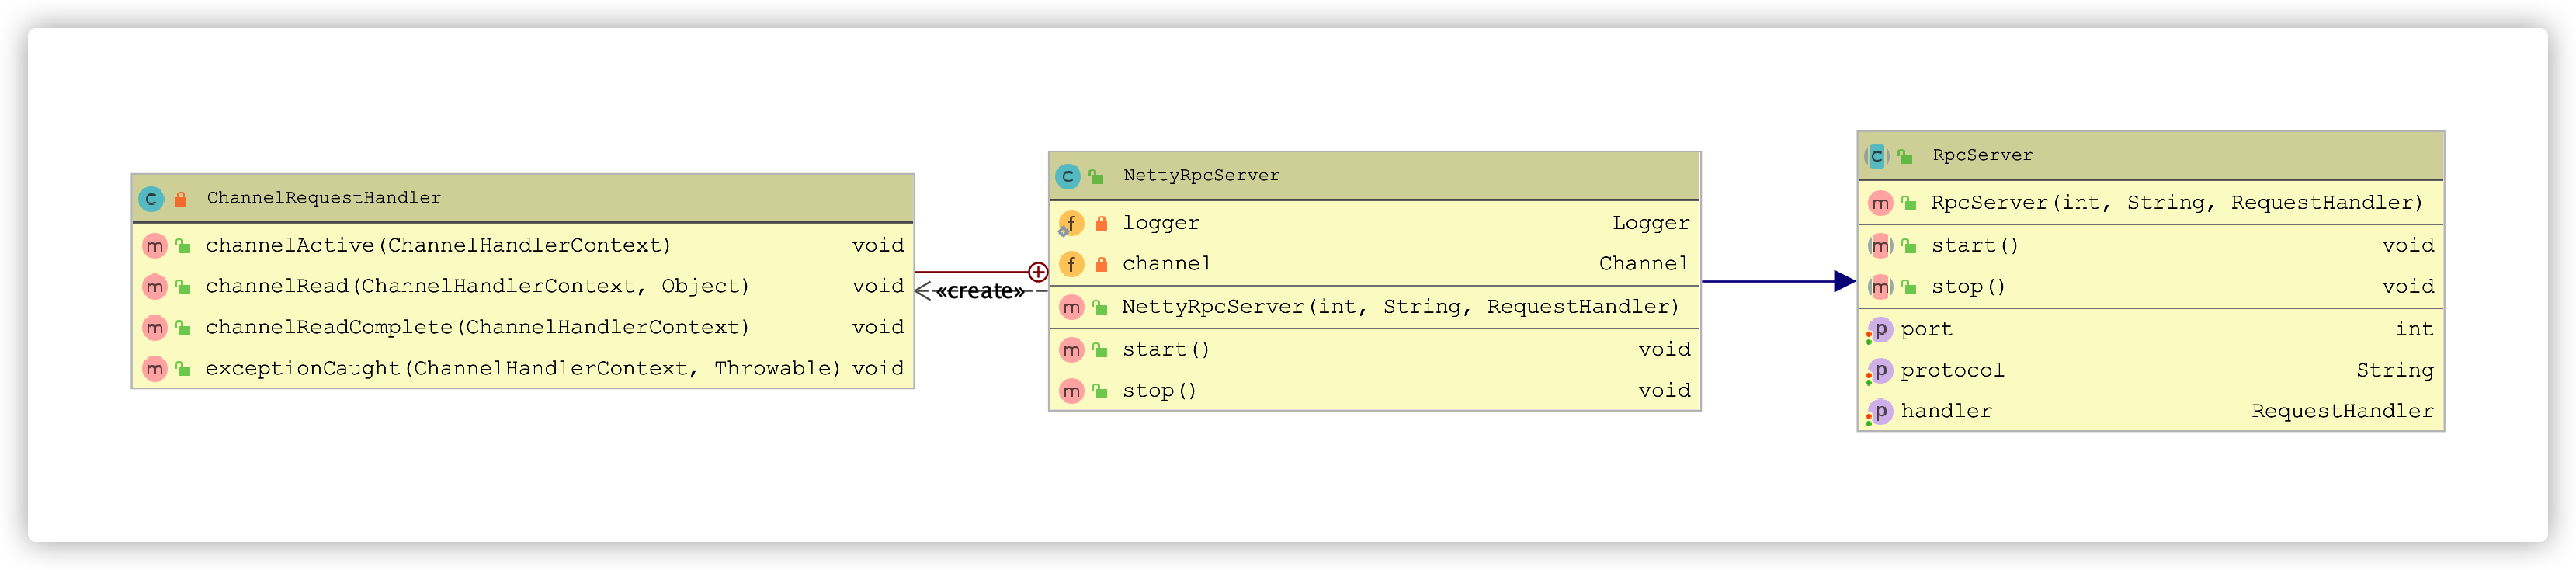 ChannelRequestHandler
channelActive(ChannelHandlerContext) void
channelRead(ChannelHandlerContext, Object) void
channelReadComplete(ChannelHandlerContext) void
exceptionCaught(ChannelHandlerContext, Throwable) void
«create»
NettyRpcServer
logger Logger
channel Channel
NettyRpcServer(int, String, RequestHandler)
start() void
stop() void
RpcServer
RpcServer(int, String, RequestHandler)
start() void
stop() void
port int
protocol String
handler RequestHandler